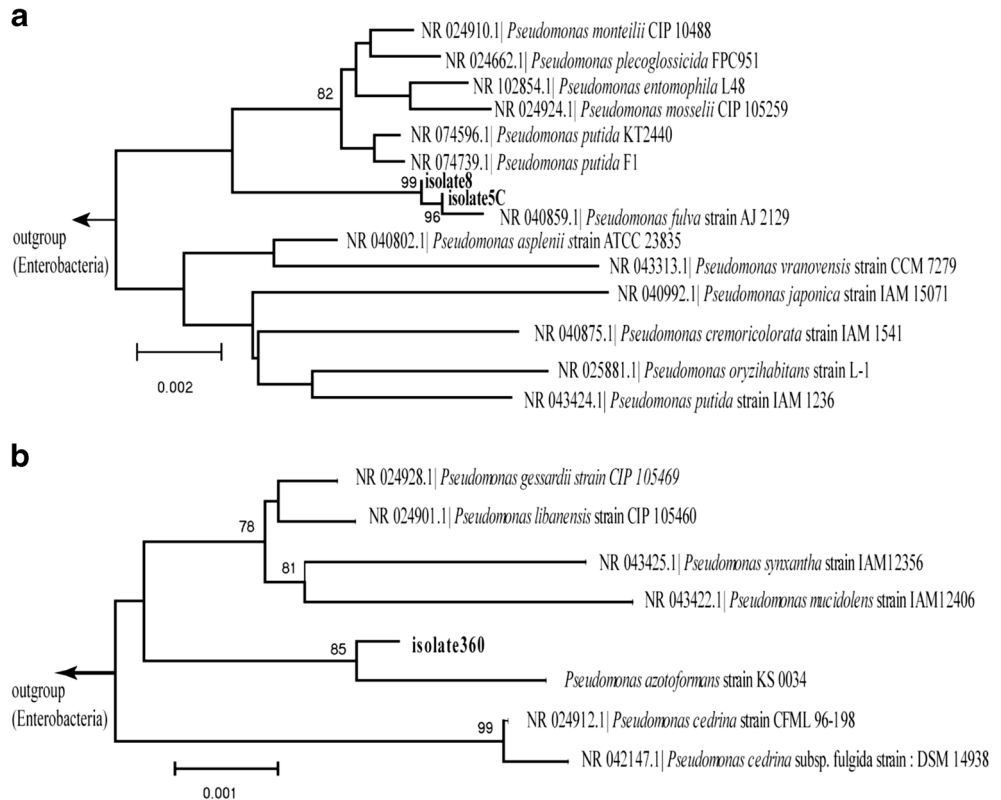 a
NR 024910.1| Pseudomonas monteilii CIP 10488
NR 024662.1| Pseudomonas plecoglossicida FPC951
NR 102854.1| Pseudomonas entomophila L48
82
NR 024924.1| Pseudomonas mosselii CIP 105259
NR 074596.1| Pseudomonas putida KT2440
NR 074739.1| Pseudomonas putida F1
99 isolate8
isolate5C
96
NR 040859.1| Pseudomonas fulva strain AJ 2129
outgroup
(Enterobacteria)
NR 040802.1| Pseudomonas asplenii strain ATCC 23835
NR 043313.1| Pseudomonas vranovensis strain CCM 7279
NR 040992.1| Pseudomonas japonica strain IAM 15071
NR 040875.1| Pseudomonas cremoricolorata strain IAM 1541
NR 025881.1| Pseudomonas oryzihabitans strain L-1
0.002
NR 043424.1| Pseudomonas putida strain IAM 1236
b
NR 024928.1| Pseudomonas gessardii strain CIP 105469
NR 024901.1| Pseudomonas libanensis strain CIP 105460
78
NR 043425.1| Pseudomonas synxantha strain IAM12356
81
NR 043422.1| Pseudomonas mucidolens strain IAM12406
85
isolate360
Pseudomonas azotoformans strain KS 0034
outgroup
(Enterobacteria)
NR 024912.1| Pseudomonas cedrina strain CFML 96-198
99
NR 042147.1| Pseudomonas cedrina subsp. fulgida strain : DSM 14938
0.001